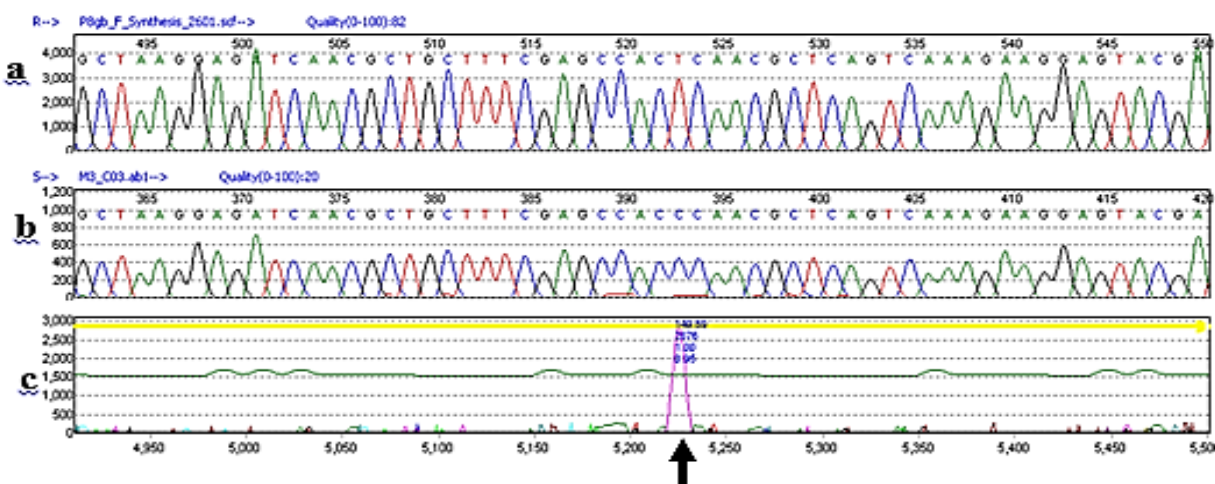 R--> P8gb_F_Synthesis_2601.scf--> Quality(0-100):82
495 500 505 510 515 520 525 530 535 540 545 550
a
G C T A A G G A G A T C A A C G C T G C T T T C G A G C C A C T C A A C G C T C A G T C A A A G A A G G A G T A C G A
4,000
3,000
2,000
1,000
0
S--> M3_C03.ab1--> Quality(0-100):20
1,200 365 370 375 380 385 390 395 400 405 410 415 420
b
1,000 G C T A A G G A G A T C A A C G C T G C T T T C G A G C C A C C C A A C G C T C A G T C A A A G A A G G A G T A C G A
800
600
400
200
0
c
3,000
2,500
2,000
1,500
1,000
500
0
4,950 5,000 5,050 5,100 5,150 5,200 5,250 5,300 5,350 5,400 5,450 5,500